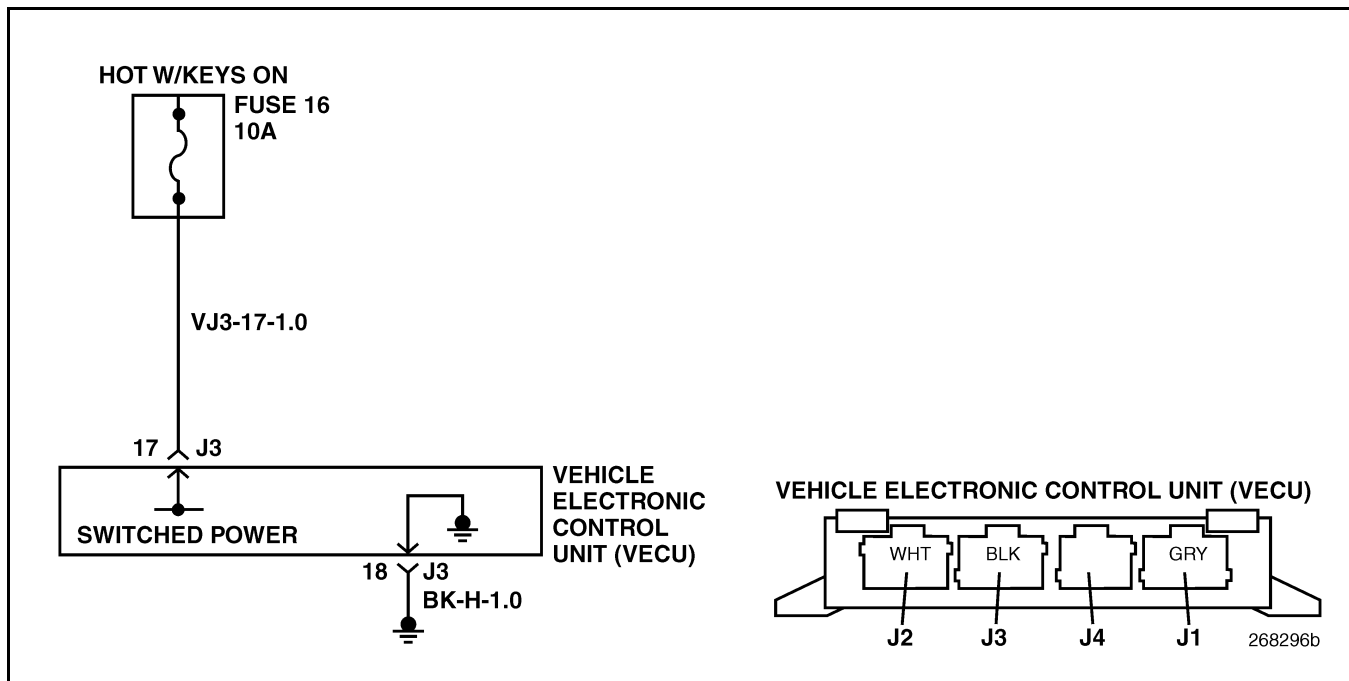 HOT W/KEYS ON
FUSE 16
10A
VJ3-17-1.0
17 J3
SWITCHED POWER
VEHICLE
ELECTRONIC
CONTROL
UNIT (VECU)
18 J3
BK-H-1.0
VEHICLE ELECTRONIC CONTROL UNIT (VECU)
WHT BLK GRY
J2 J3 J4 J1
268296b